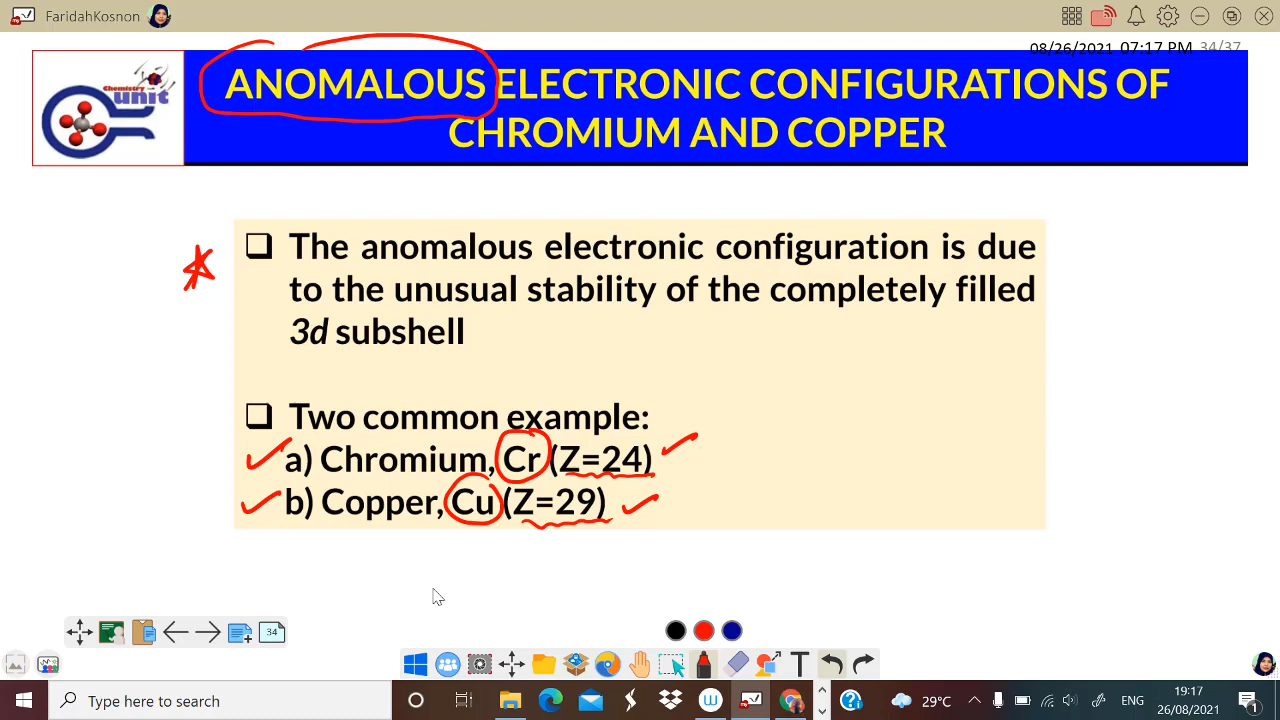 FaridahKosnon
08/26/2021 07:17 PM 34/37
Chemistry
unit
ANOMALOUS ELECTRONIC CONFIGURATIONS OF
CHROMIUM AND COPPER
The anomalous electronic configuration is due
to the unusual stability of the completely filled
3d subshell
Two common example:
a) Chromium, Cr (Z=24)
b) Copper, Cu (Z=29)
34
T
Type here to search
29°C
ENG
19:17
26/08/2021
1